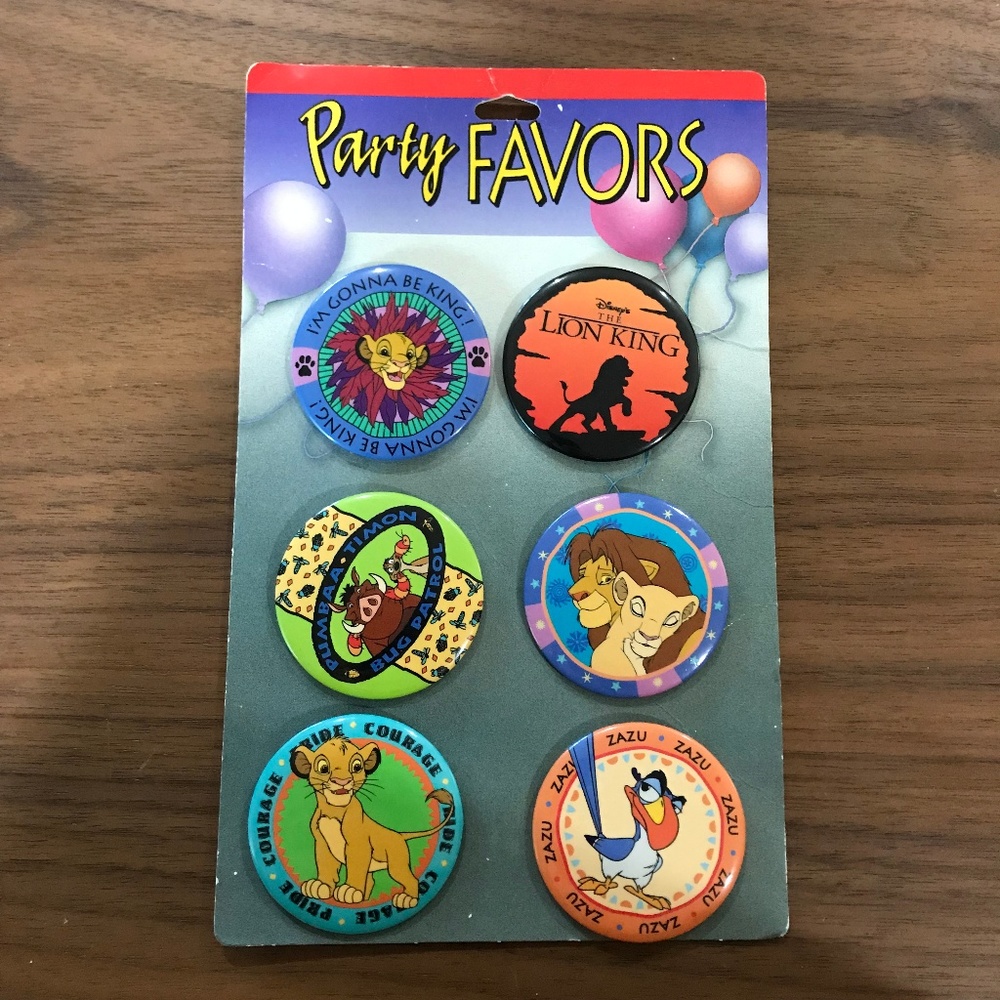 Party FAVORS
I'M GONNA BE KING!
I'M GONNA BE KING!
Disney's
THE
LION KING
PUMBAA • TIMON
BUG PATROL
PRIDE • COURAGE • PRIDE • COURAGE • PRIDE • COURAGE •
ZAZU • ZAZU • ZAZU • ZAZU • ZAZU • ZAZU • ZAZU • ZAZU